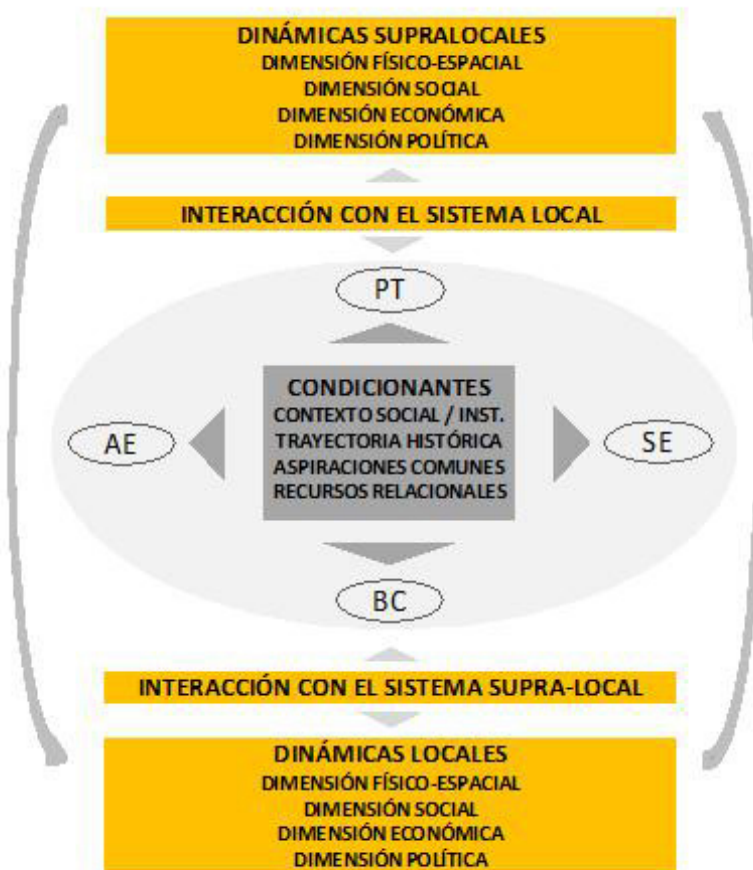 DINÁMICAS SUPRALOCALES
DIMENSIÓN FÍSICO-ESPACIAL
DIMENSIÓN SOCIAL
DIMENSIÓN ECONÓMICA
DIMENSIÓN POLÍTICA
INTERACCIÓN CON EL SISTEMA LOCAL
PT
CONDICIONANTES
CONTEXTO SOCIAL / INST.
TRAYECTORIA HISTÓRICA
ASPIRACIONES COMUNES
RECURSOS RELACIONALES
AE
SE
BC
INTERACCIÓN CON EL SISTEMA SUPRA-LOCAL
DINÁMICAS LOCALES
DIMENSIÓN FÍSICO-ESPACIAL
DIMENSIÓN SOCIAL
DIMENSIÓN ECONÓMICA
DIMENSIÓN POLÍTICA